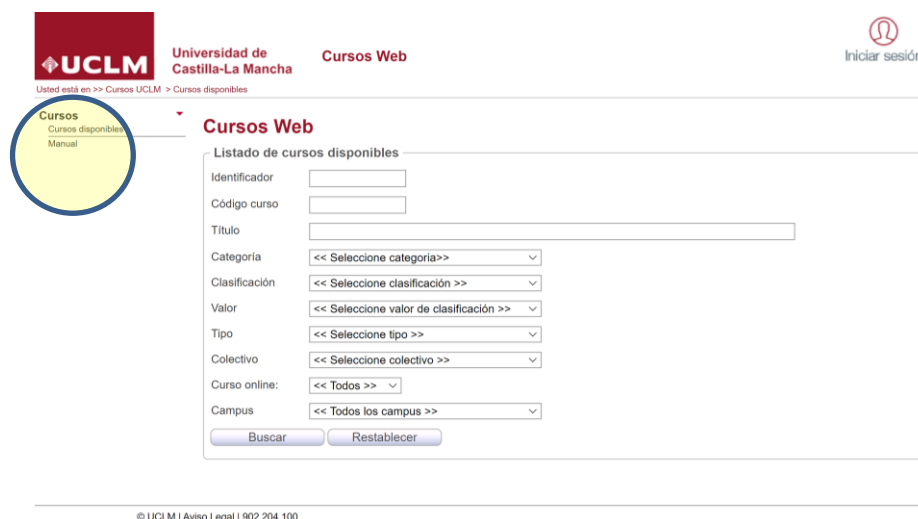 UCLM
Universidad de
Castilla-La Mancha
Cursos Web
Iniciar sesión
Usted está en >> Cursos UCLM > Cursos disponibles
Cursos
Cursos disponibles
Manual
Cursos Web
Listado de cursos disponibles
Identificador
Código curso
Título
Categoría << Seleccione categoria>>
Clasificación << Seleccione clasificación >>
Valor << Seleccione valor de clasificación >>
Tipo << Seleccione tipo >>
Colectivo << Seleccione colectivo >>
Curso online: << Todos >>
Campus << Todos los campus >>
Buscar Restablecer
© UCLM | Aviso Legal | 902 204 100